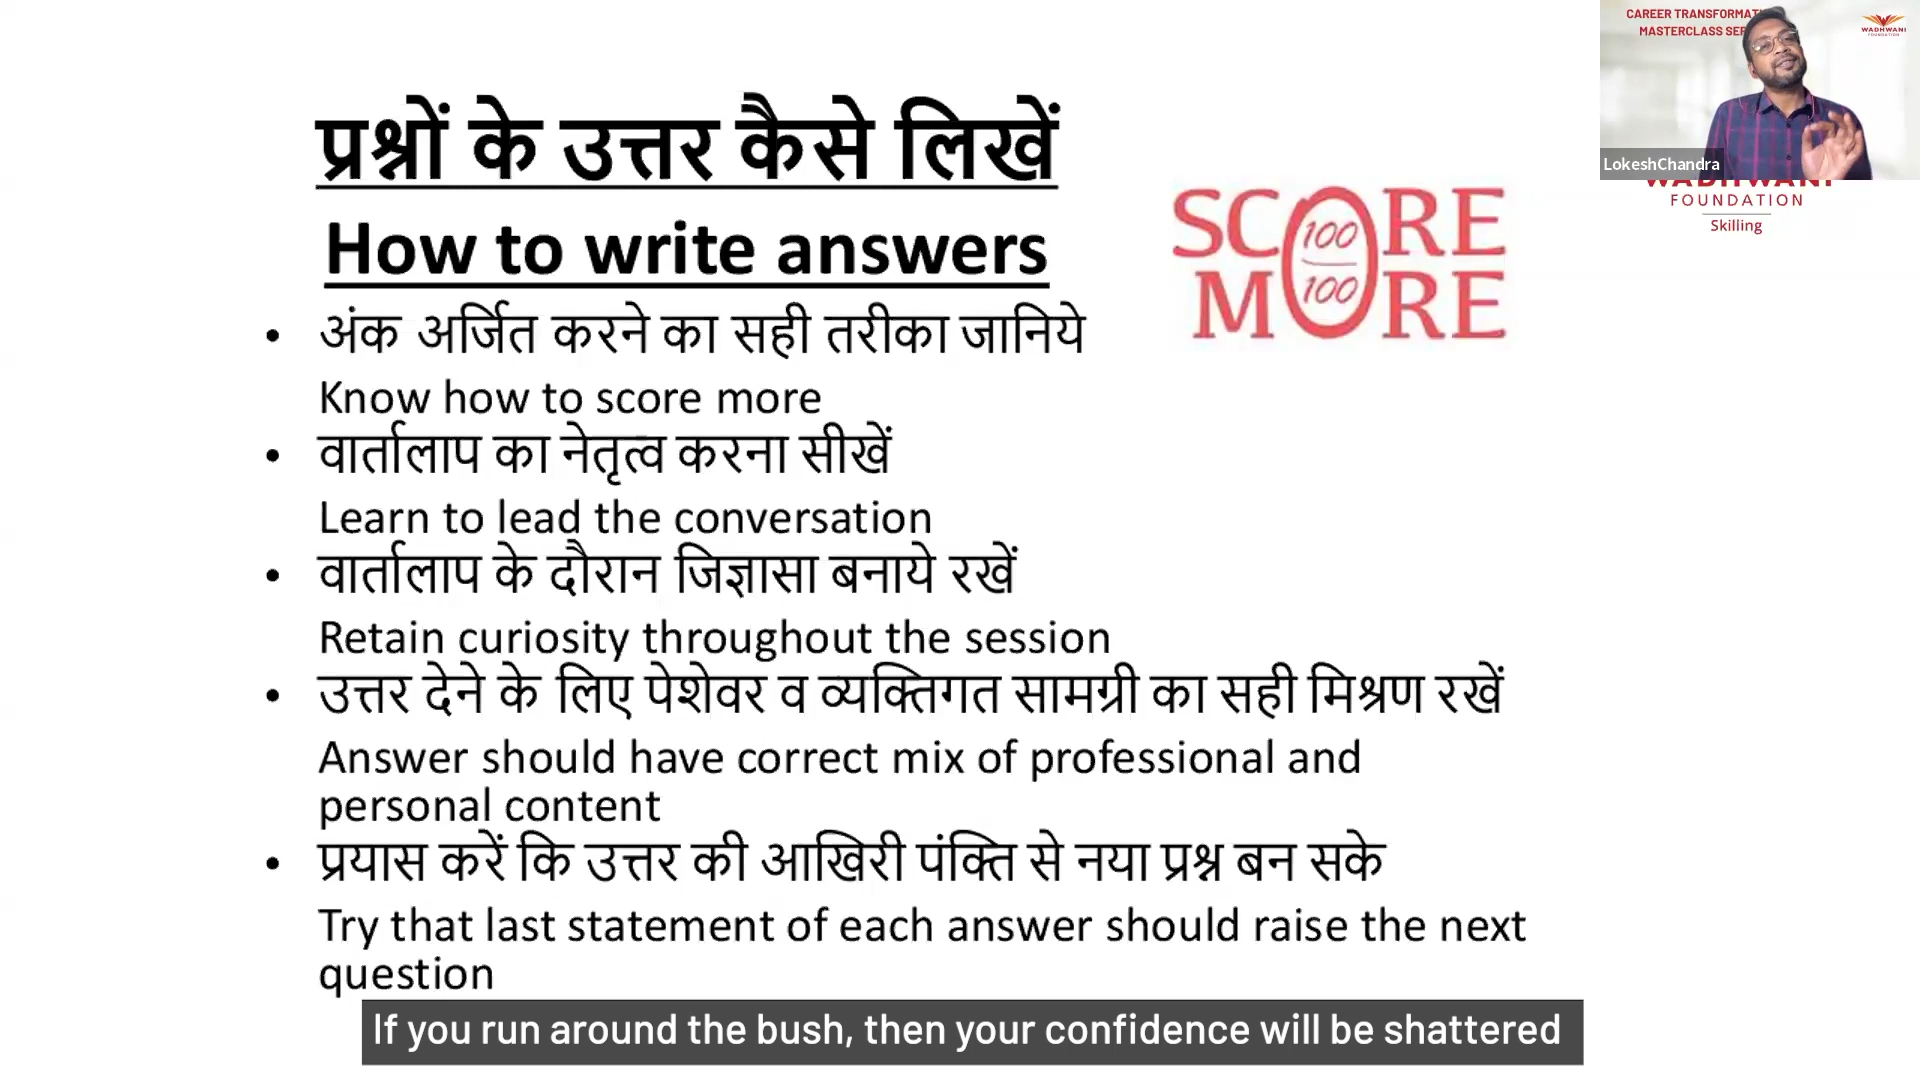 CAREER TRANSFORMAT
MASTERCLASS SER
WADHWANI
FOUNDATION
LokeshChandra
WADHWANI
FOUNDATION
Skilling
प्रश्नों के उत्तर कैसे लिखें
How to write answers
SCORE
MORE
100
100
• अंक अर्जित करने का सही तरीका जानिये
Know how to score more
• वार्तालाप का नेतृत्व करना सीखें
Learn to lead the conversation
• वार्तालाप के दौरान जिज्ञासा बनाये रखें
Retain curiosity throughout the session
• उत्तर देने के लिए पेशेवर व व्यक्तिगत सामग्री का सही मिश्रण रखें
Answer should have correct mix of professional and
personal content
• प्रयास करें कि उत्तर की आखिरी पंक्ति से नया प्रश्न बन सके
Try that last statement of each answer should raise the next
question
If you run around the bush, then your confidence will be shattered